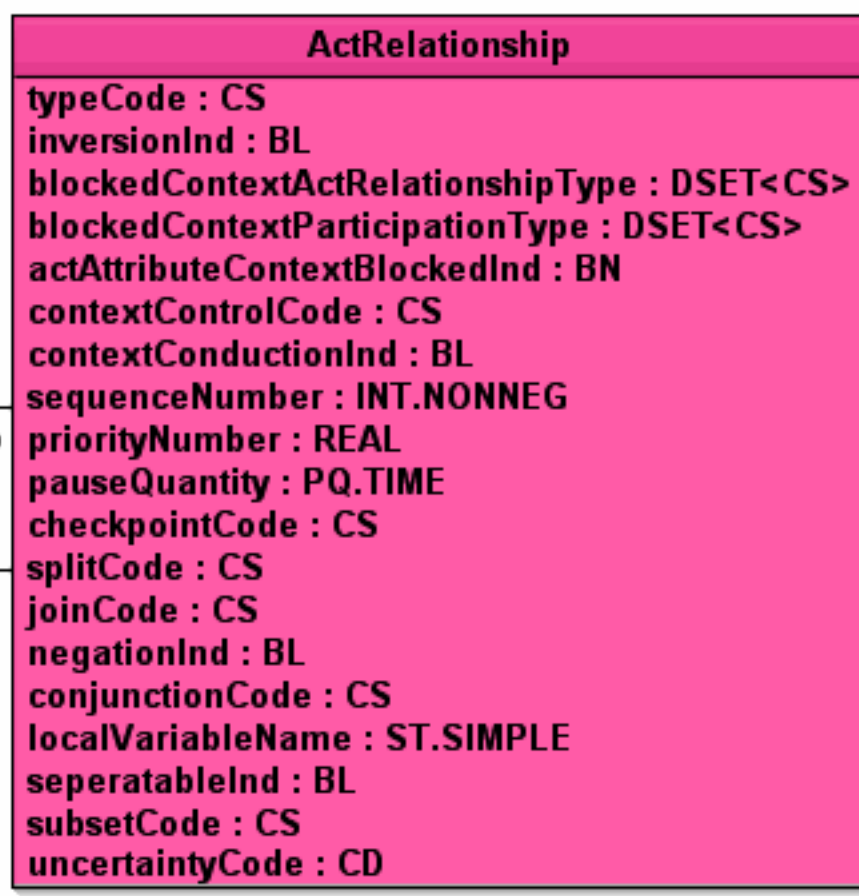 ActRelationship
typeCode : CS
inversionInd : BL
blockedContextActRelationshipType : DSET<CS>
blockedContextParticipationType : DSET<CS>
actAttributeContextBlockedInd : BN
contextControlCode : CS
contextConductionInd : BL
sequenceNumber : INT.NONNEG
priorityNumber : REAL
pauseQuantity : PQ.TIME
checkpointCode : CS
splitCode : CS
joinCode : CS
negationInd : BL
conjunctionCode : CS
localVariableName : ST.SIMPLE
seperatableInd : BL
subsetCode : CS
uncertaintyCode : CD